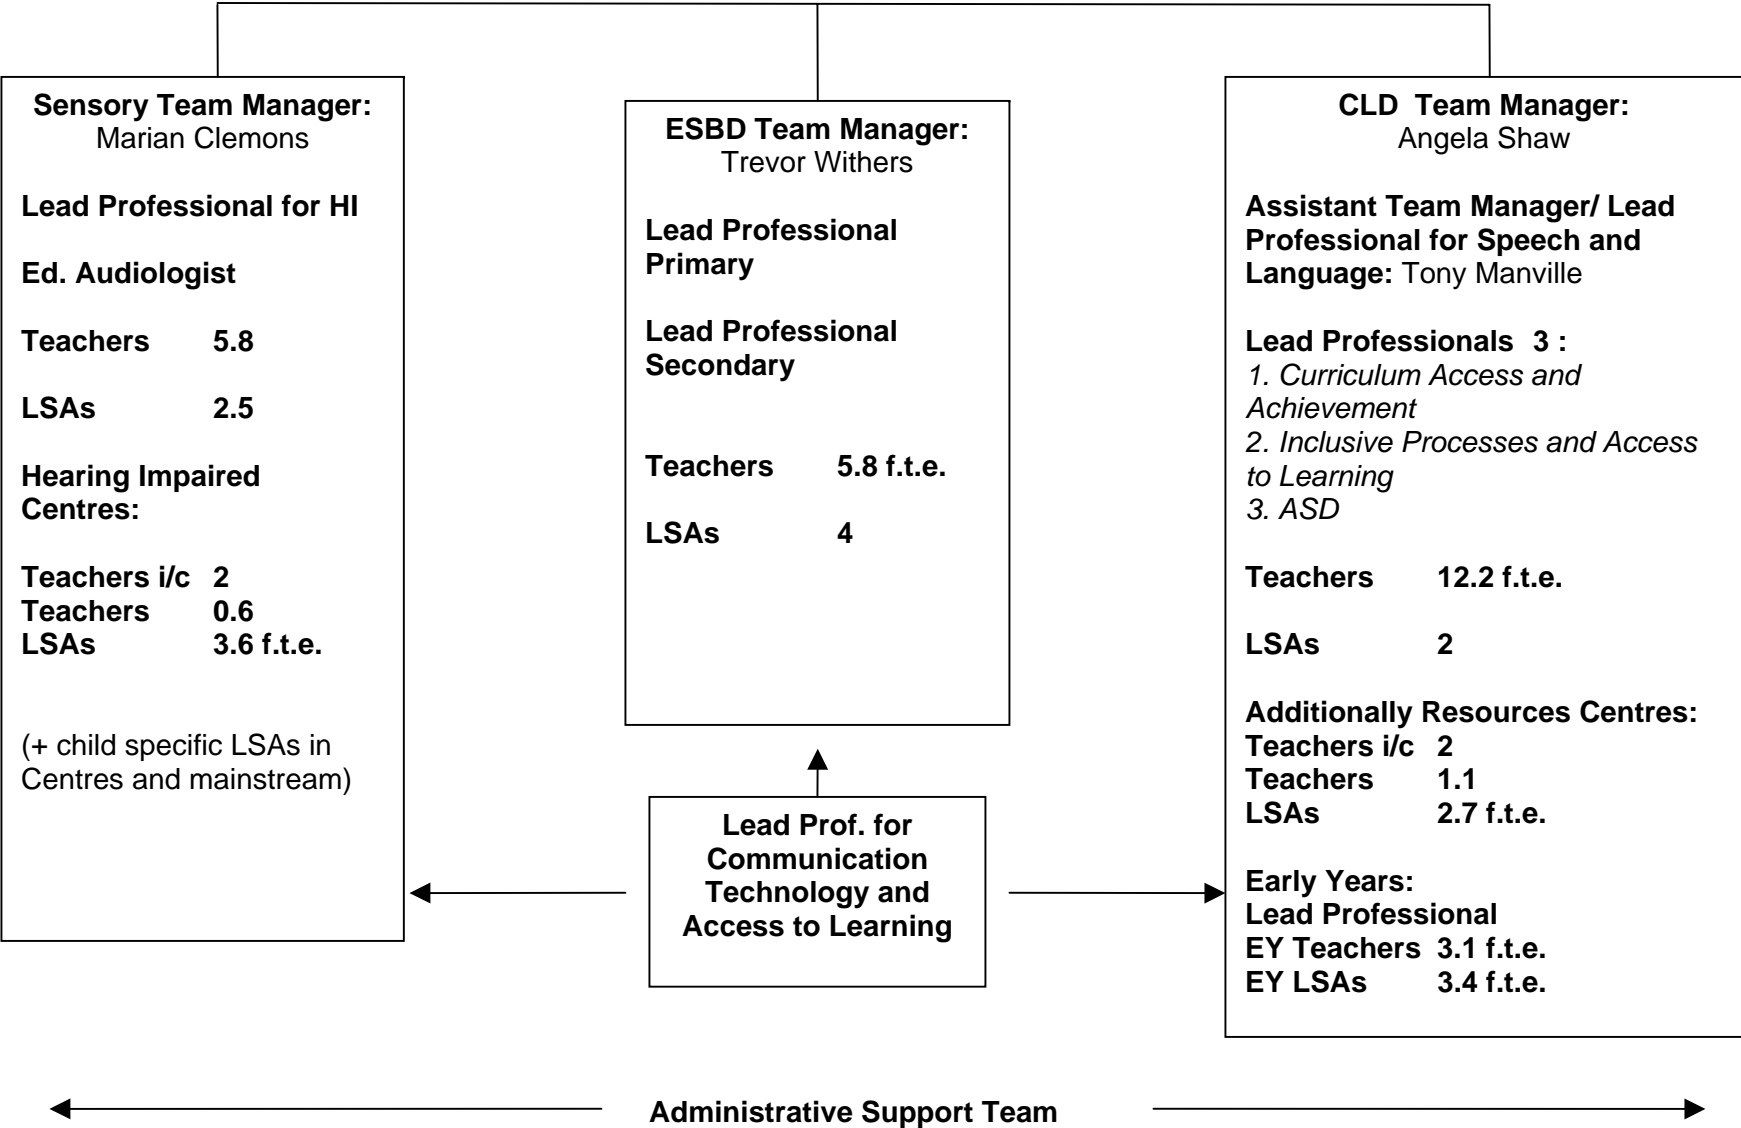 Sensory Team Manager:
Marian Clemons
Lead Professional for HI
Ed. Audiologist
Teachers 5.8
LSAs 2.5
Hearing Impaired
Centres:
Teachers i/c 2
Teachers 0.6
LSAs 3.6 f.t.e.
(+ child specific LSAs in
Centres and mainstream)
ESBD Team Manager:
Trevor Withers
Lead Professional
Primary
Lead Professional
Secondary
Teachers 5.8 f.t.e.
LSAs 4
Lead Prof. for
Communication
Technology and
Access to Learning
CLD Team Manager:
Angela Shaw
Assistant Team Manager/ Lead
Professional for Speech and
Language: Tony Manville
Lead Professionals 3 :
1. Curriculum Access and
Achievement
2. Inclusive Processes and Access
to Learning
3. ASD
Teachers 12.2 f.t.e.
LSAs 2
Additionally Resources Centres:
Teachers i/c 2
Teachers 1.1
LSAs 2.7 f.t.e.
Early Years:
Lead Professional
EY Teachers 3.1 f.t.e.
EY LSAs 3.4 f.t.e.
Administrative Support Team